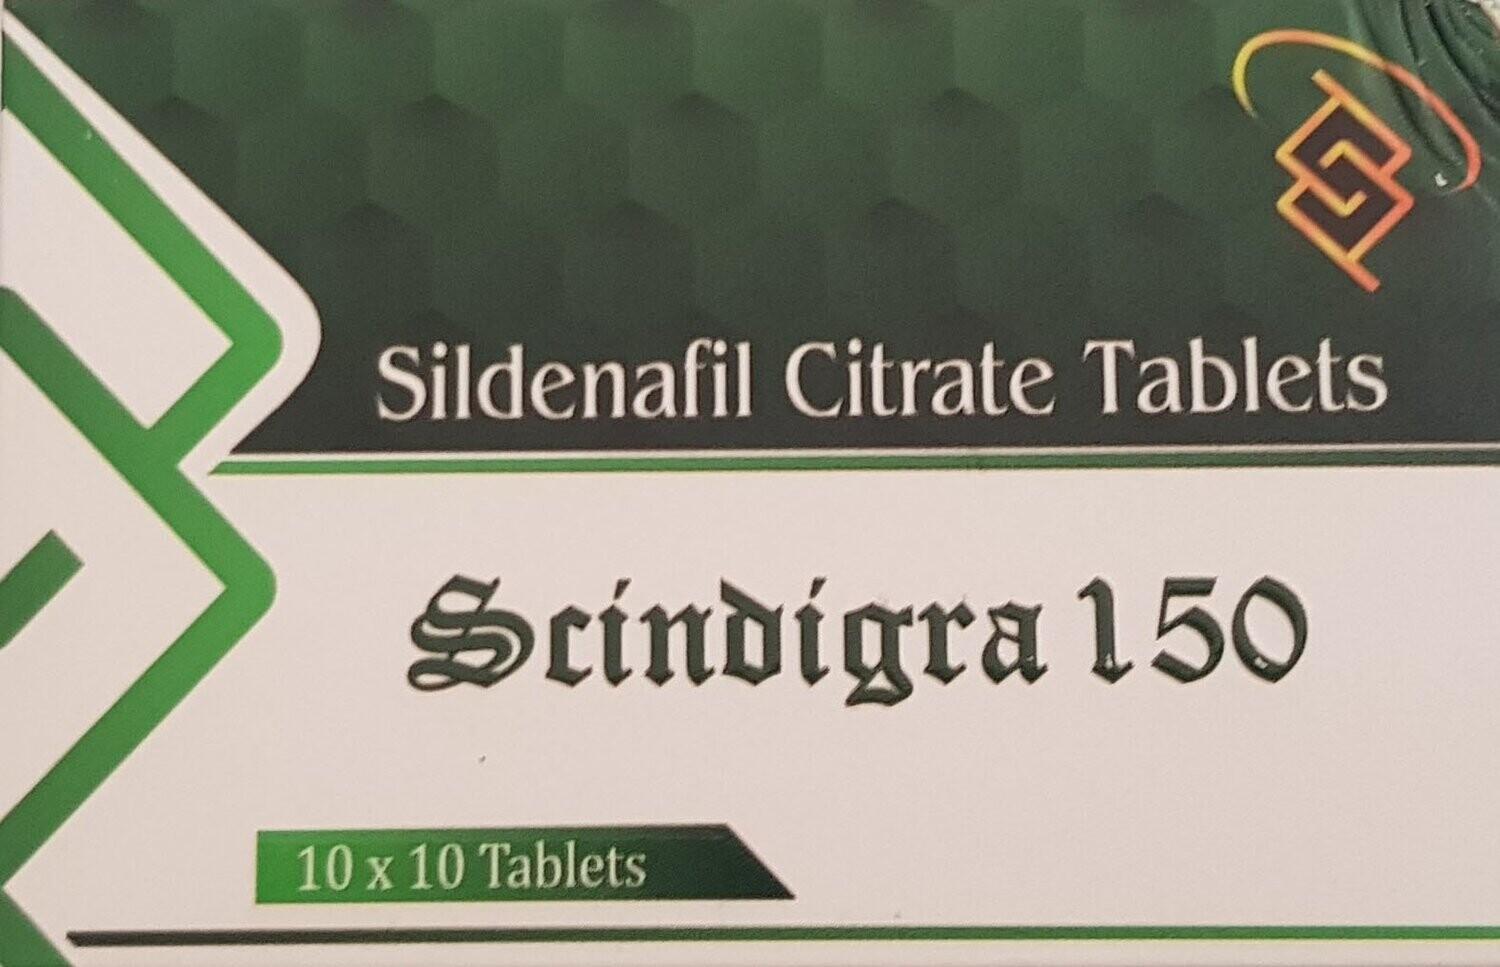 Sildenafil Citrate Tablets
Scindigra 150
10 x 10 Tablets